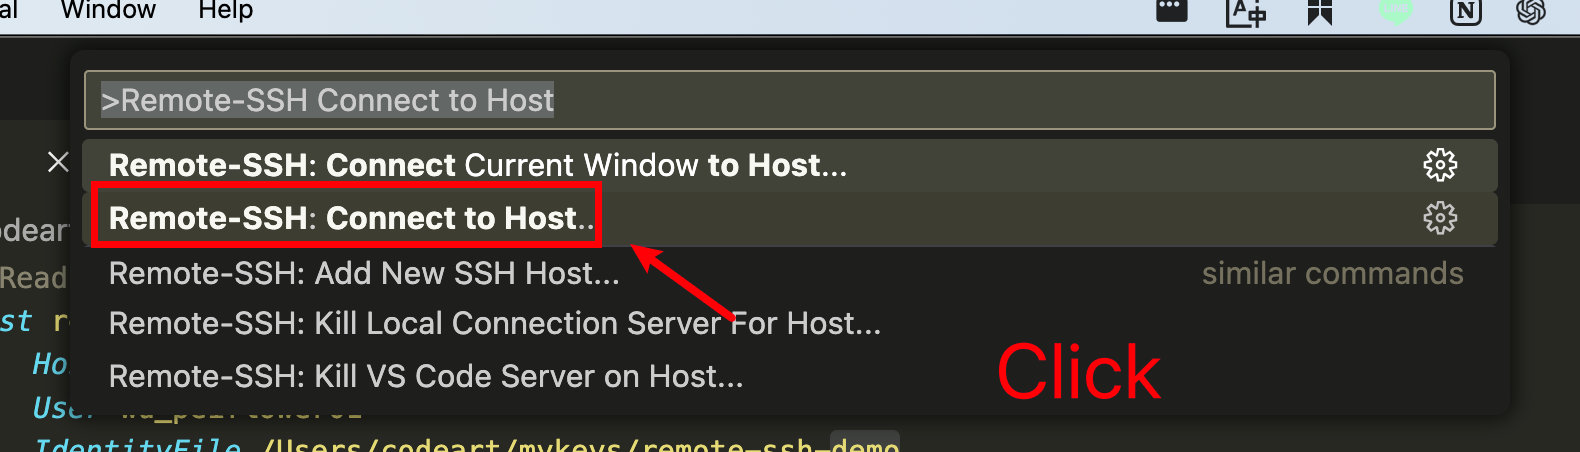 al Window Help
>Remote-SSH Connect to Host
Remote-SSH: Connect Current Window to Host...
Remote-SSH: Connect to Host..
Remote-SSH: Add New SSH Host...
similar commands
Remote-SSH: Kill Local Connection Server For Host...
Remote-SSH: Kill VS Code Server on Host...
Click
odeart
Read
st r
Ho
User
IdentityFile /Users/codeart/mykeys/remote-ssh-demo